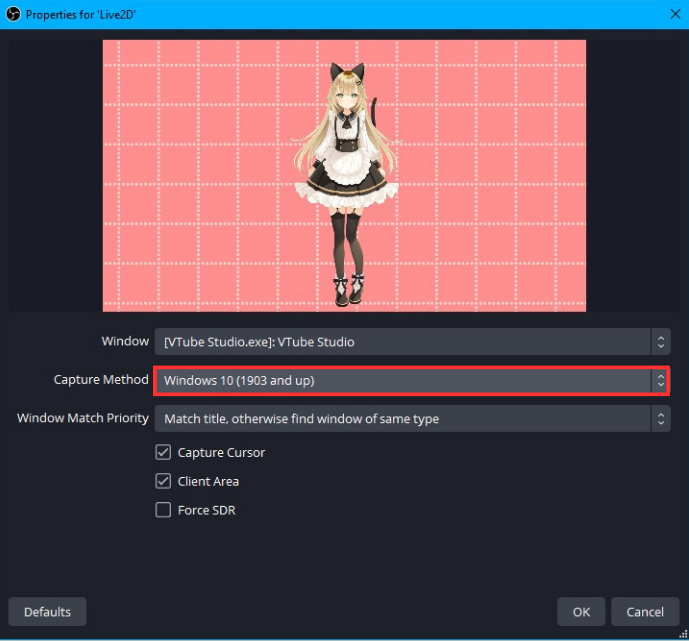 Properties for 'Live2D'
Window [VTube Studio.exe]: VTube Studio
Capture Method Windows 10 (1903 and up)
Window Match Priority Match title, otherwise find window of same type
Capture Cursor
Client Area
Force SDR
Defaults OK Cancel